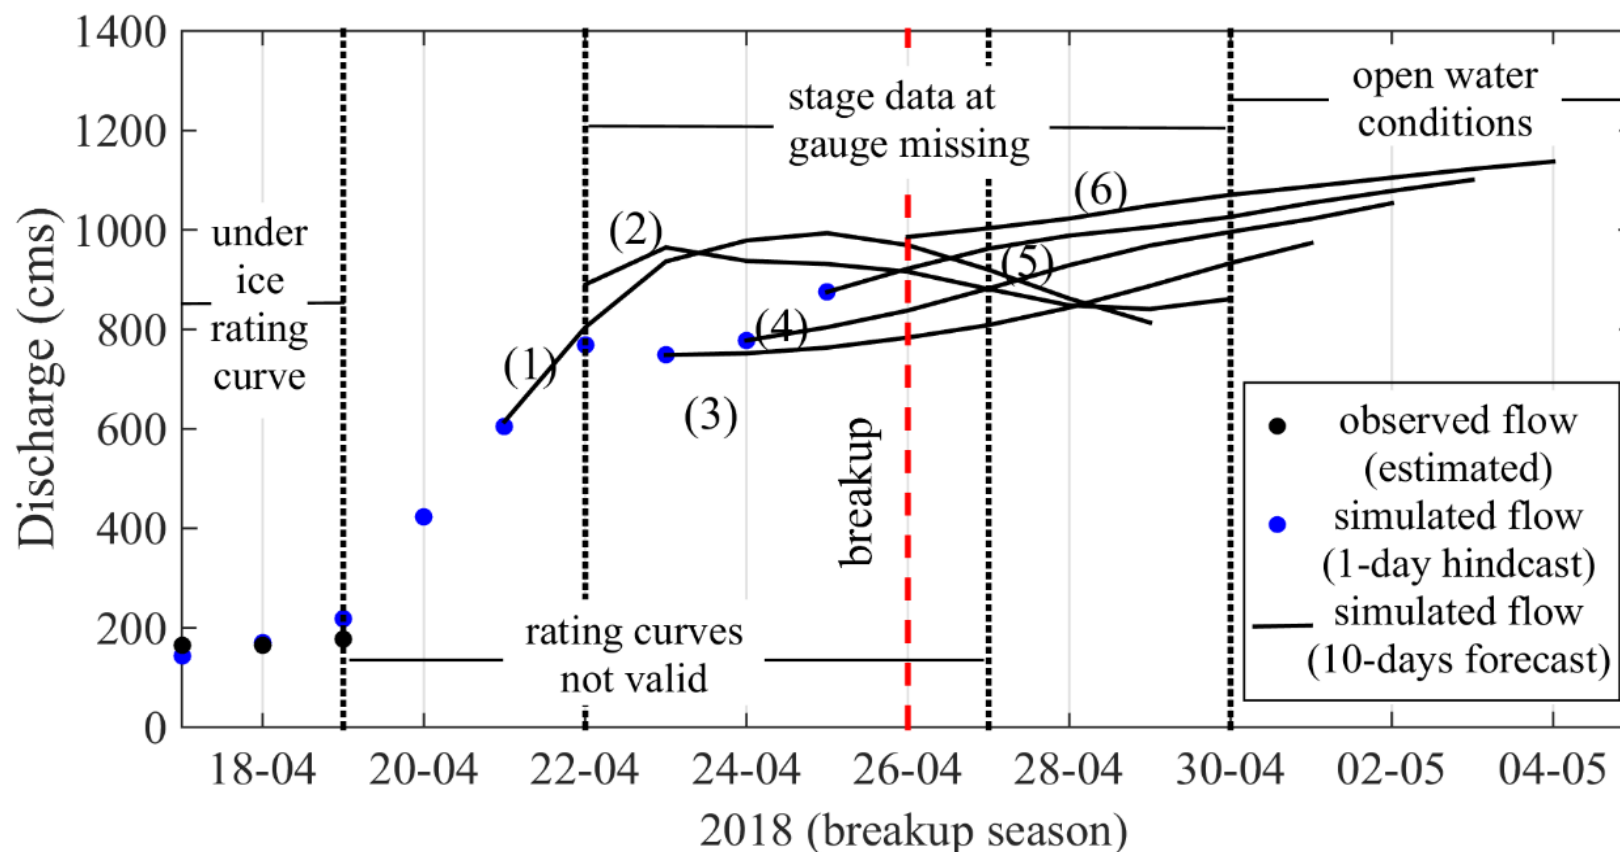 1400
1200
1000
800
600
400
200
0
Discharge (cms)
under
ice
rating
curve
stage data at
gauge missing
open water
conditions
(1)
(2)
(3)
(4)
(5)
(6)
breakup
rating curves
not valid
observed flow
(estimated)
simulated flow
(1-day hindcast)
simulated flow
(10-days forecast)
18-04 20-04 22-04 24-04 26-04 28-04 30-04 02-05 04-05
2018 (breakup season)